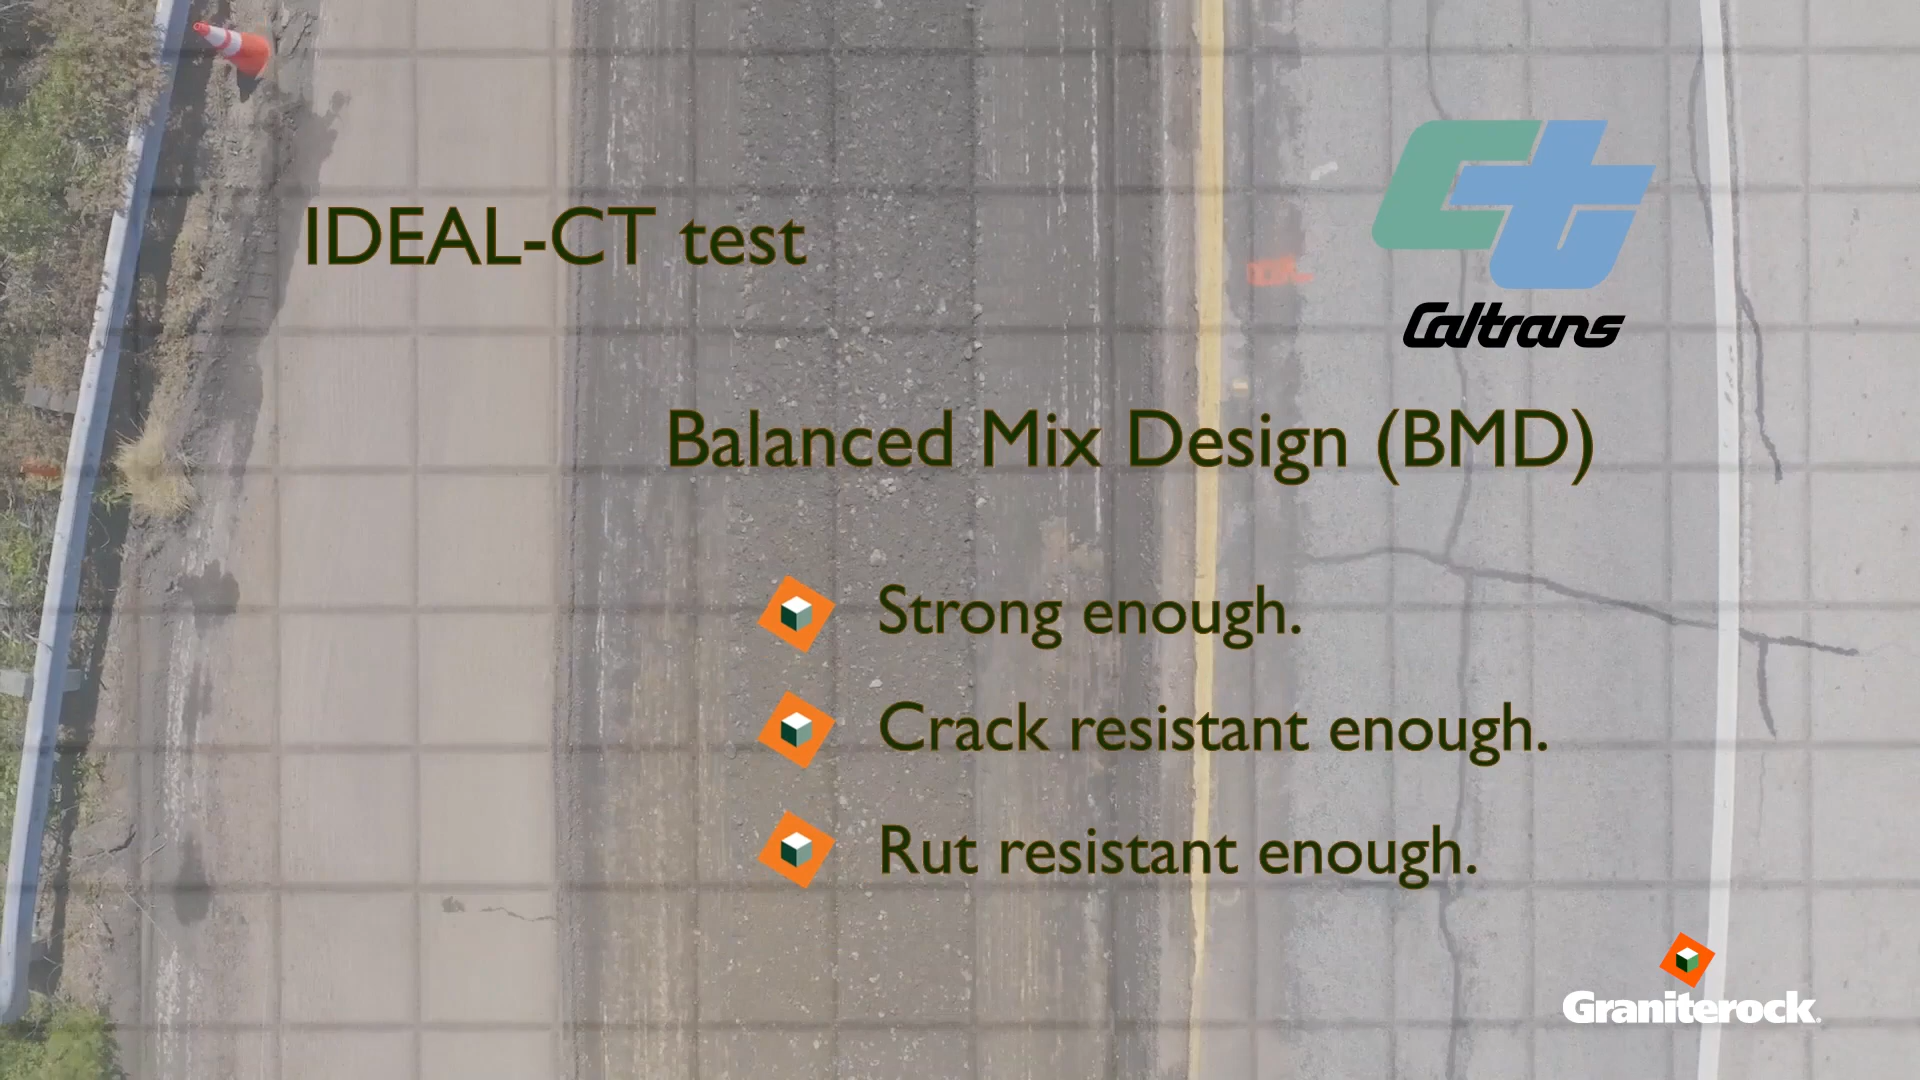 IDEAL-CT test
Caltrans
Balanced Mix Design (BMD)
Strong enough.
Crack resistant enough.
Rut resistant enough.
Graniterock.